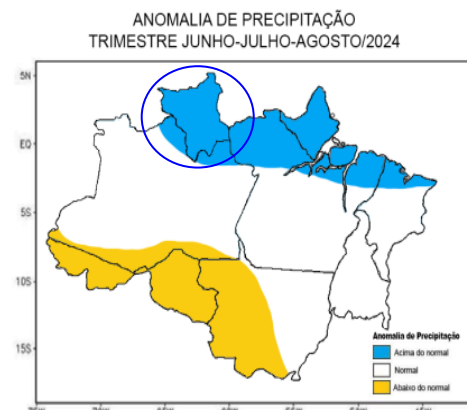 ANOMALIA DE PRECIPITAÇÃO
TRIMESTRE JUNHO-JULHO-AGOSTO/2024
5N
EQ
5S
10S
15S
Anomalia de Precipitação
Acima do normal
Normal
Abaixo do normal